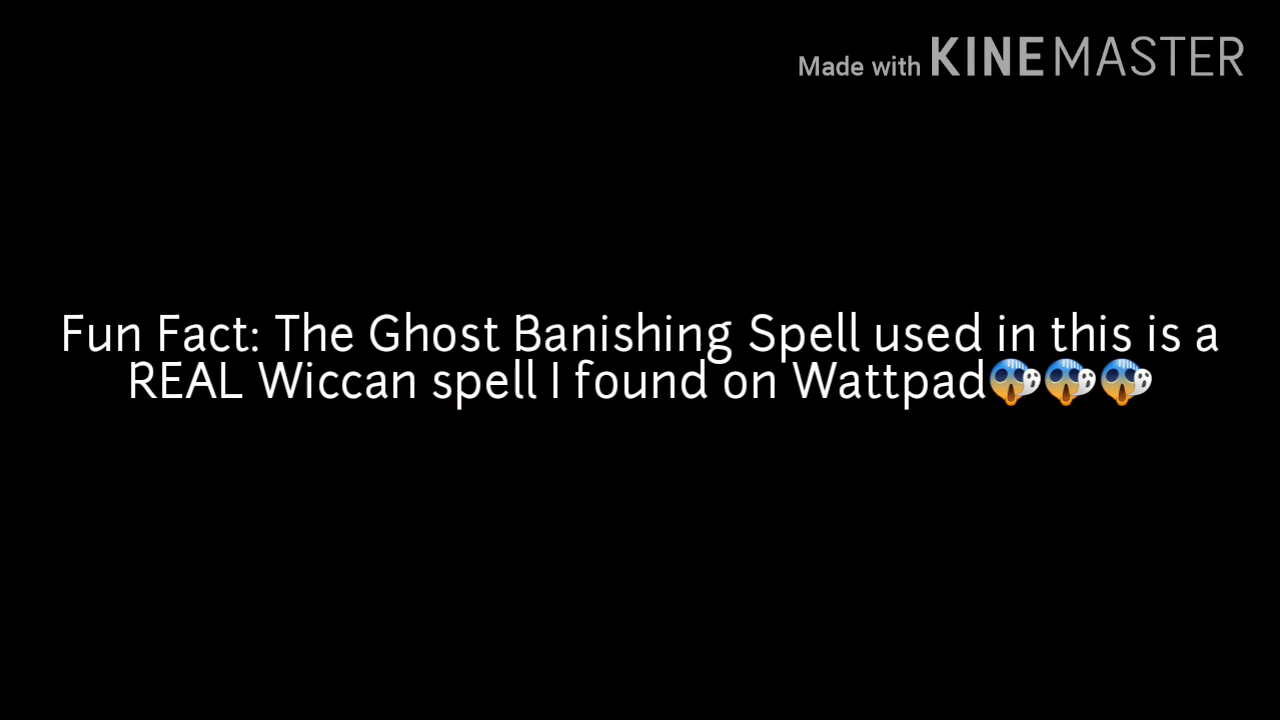 Made with KINEMASTER
Fun Fact: The Ghost Banishing Spell used in this is a
REAL Wiccan spell I found on Wattpad😱👻😱👻😱👻